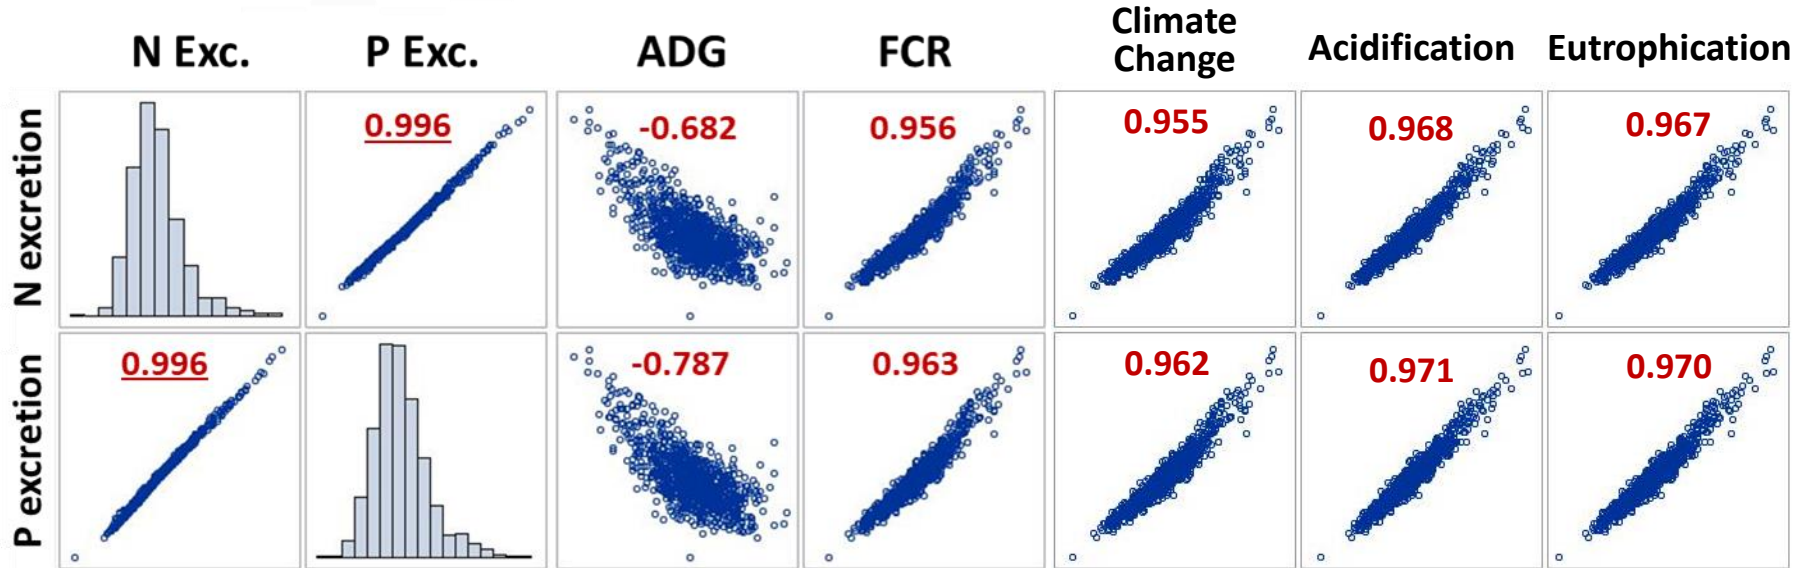 N Exc.
P Exc.
ADG
FCR
Climate
Change
Acidification
Eutrophication
N excretion
0.996
-0.682
0.956
0.955
0.968
0.967
P excretion
0.996
-0.787
0.963
0.962
0.971
0.970